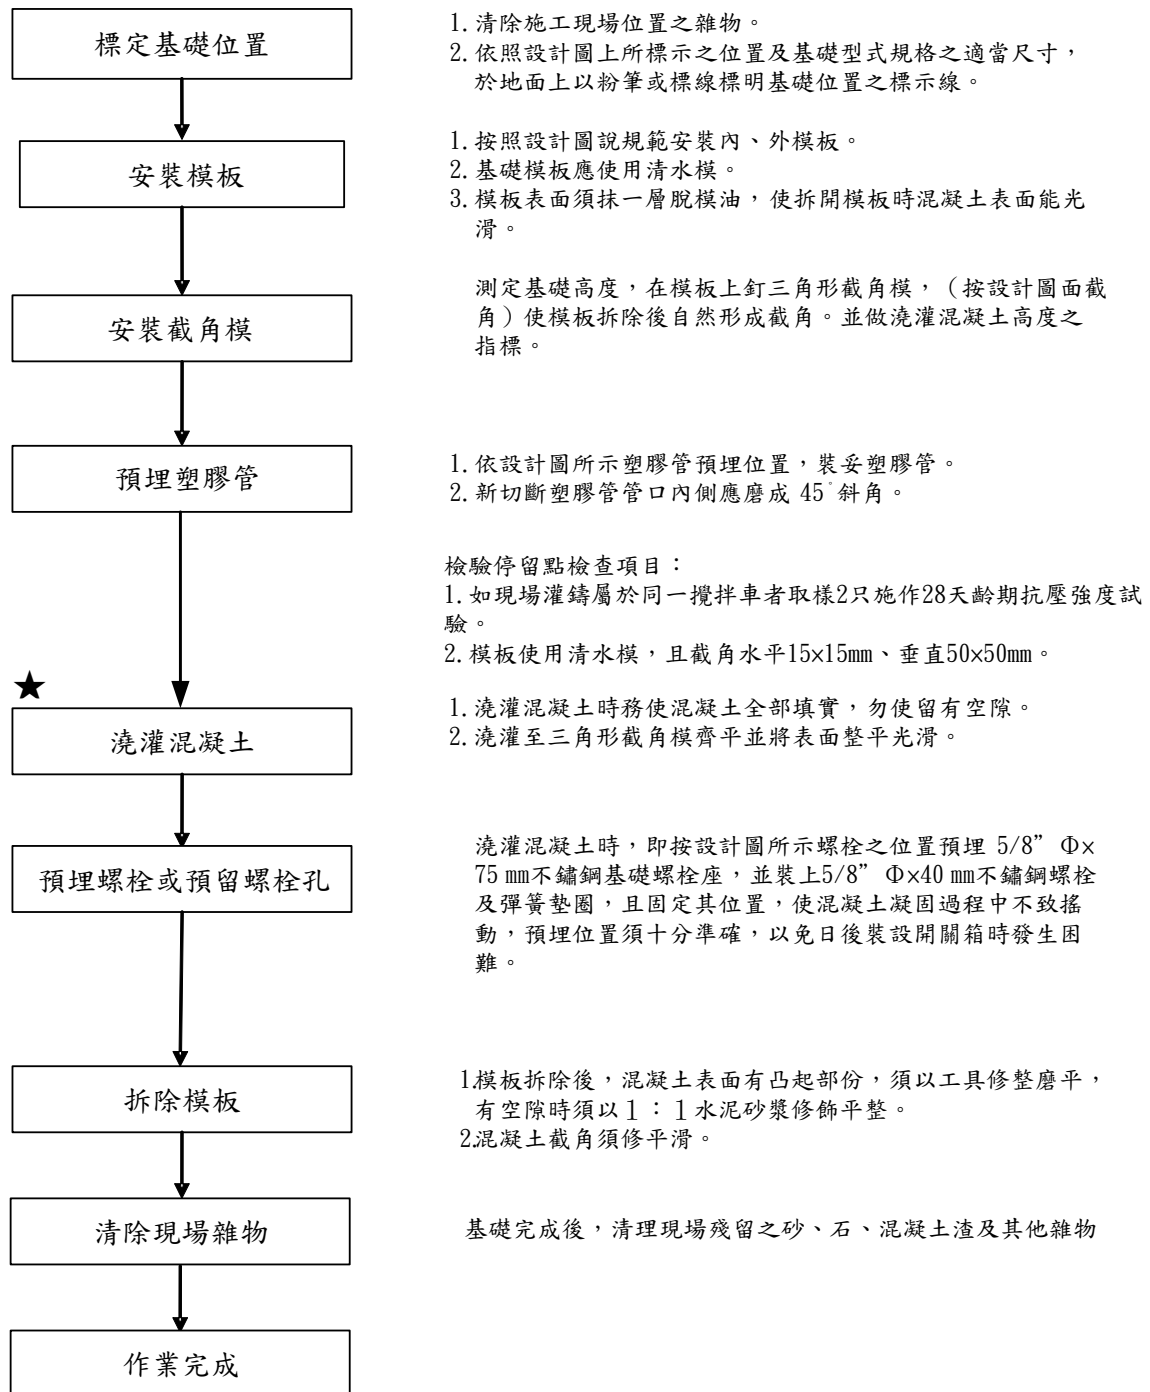 標定基礎位置
1.清除施工現場位置之雜物。
2.依照設計圖上所標示之位置及基礎型式規格之適當尺寸，
於地面上以粉筆或標線標明基礎位置之標示線。
安裝模板
1.按照設計圖說規範安裝內、外模板。
2.基礎模板應使用清水模。
3.模板表面須抹一層脫模油，使拆開模板時混凝土表面能光
滑。
安裝截角模
測定基礎高度，在模板上釘三角形截角模，（按設計圖面截
角）使模板拆除後自然形成截角。並做澆灌混凝土高度之
指標。
預埋塑膠管
1.依設計圖所示塑膠管預埋位置，裝妥塑膠管。
2.新切斷塑膠管管口內側應磨成 45°斜角。
檢驗停留點檢查項目：
1.如現場灌鑄屬於同一攪拌車者取樣2只施作28天齡期抗壓強度試
驗。
2.模板使用清水模，且截角水平15×15mm、垂直50×50mm。
★
澆灌混凝土
1.澆灌混凝土時務使混凝土全部填實，勿使留有空隙。
2.澆灌至三角形截角模齊平並將表面整平光滑。
預埋螺栓或預留螺栓孔
澆灌混凝土時，即按設計圖所示螺栓之位置預埋 5/8”Φ×
75 mm不鏽鋼基礎螺栓座，並裝上5/8”Φ×40 mm不鏽鋼螺栓
及彈簧墊圈，且固定其位置，使混凝土凝固過程中不致搖
動，預埋位置須十分準確，以免日後裝設開關箱時發生困
難。
拆除模板
1.模板拆除後，混凝土表面有凸起部份，須以工具修整磨平，
有空隙時須以１：１水泥砂漿修飾平整。
2.混凝土截角須修平滑。
清除現場雜物
基礎完成後，清理現場殘留之砂、石、混凝土渣及其他雜物
作業完成